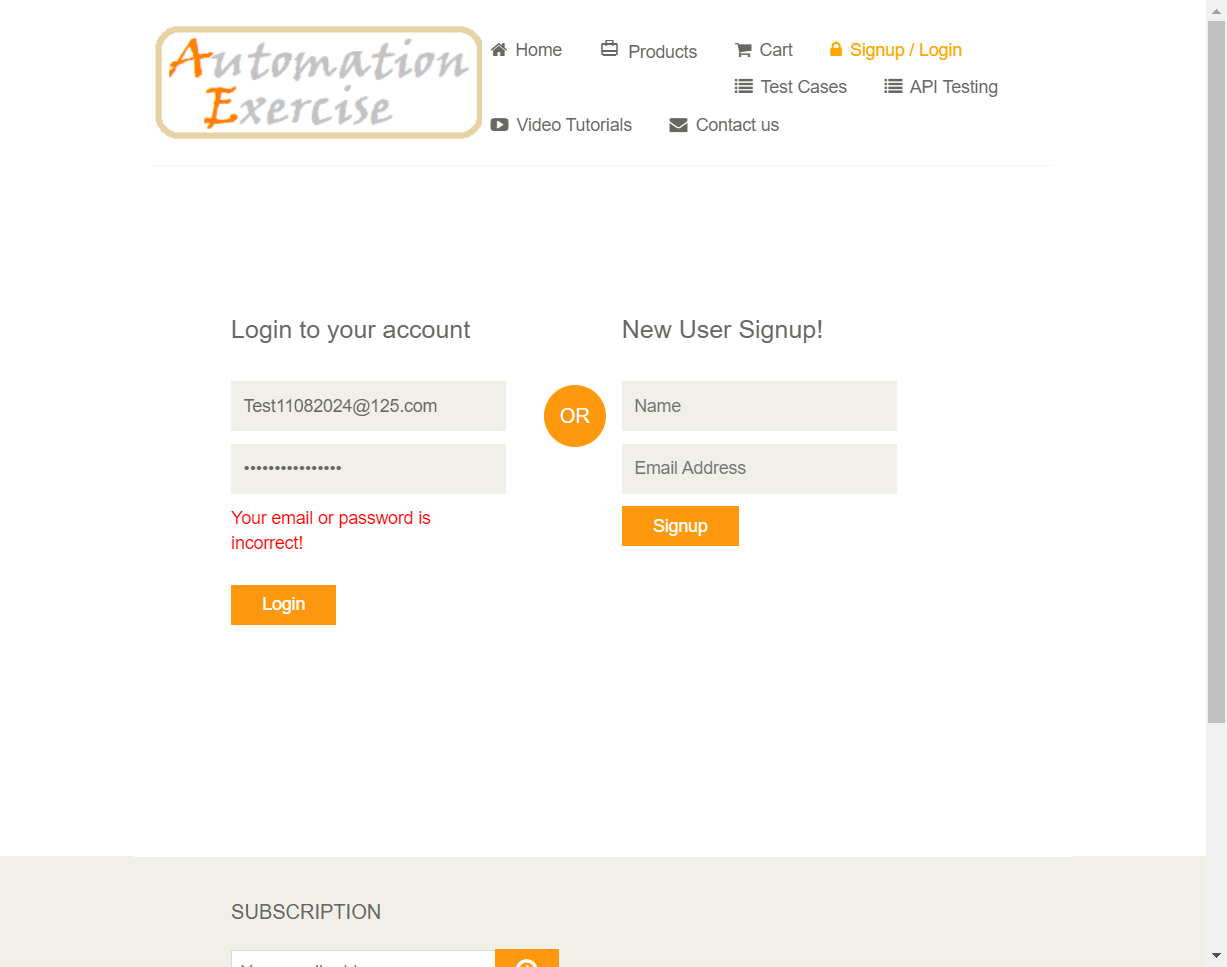 Automation
Exercise
Home
Products
Cart
Signup / Login
Test Cases
API Testing
Video Tutorials
Contact us
Login to your account
Test11082024@125.com
••••••••••••••••
Your email or password is
incorrect!
Login
OR
New User Signup!
Name
Email Address
Signup
SUBSCRIPTION